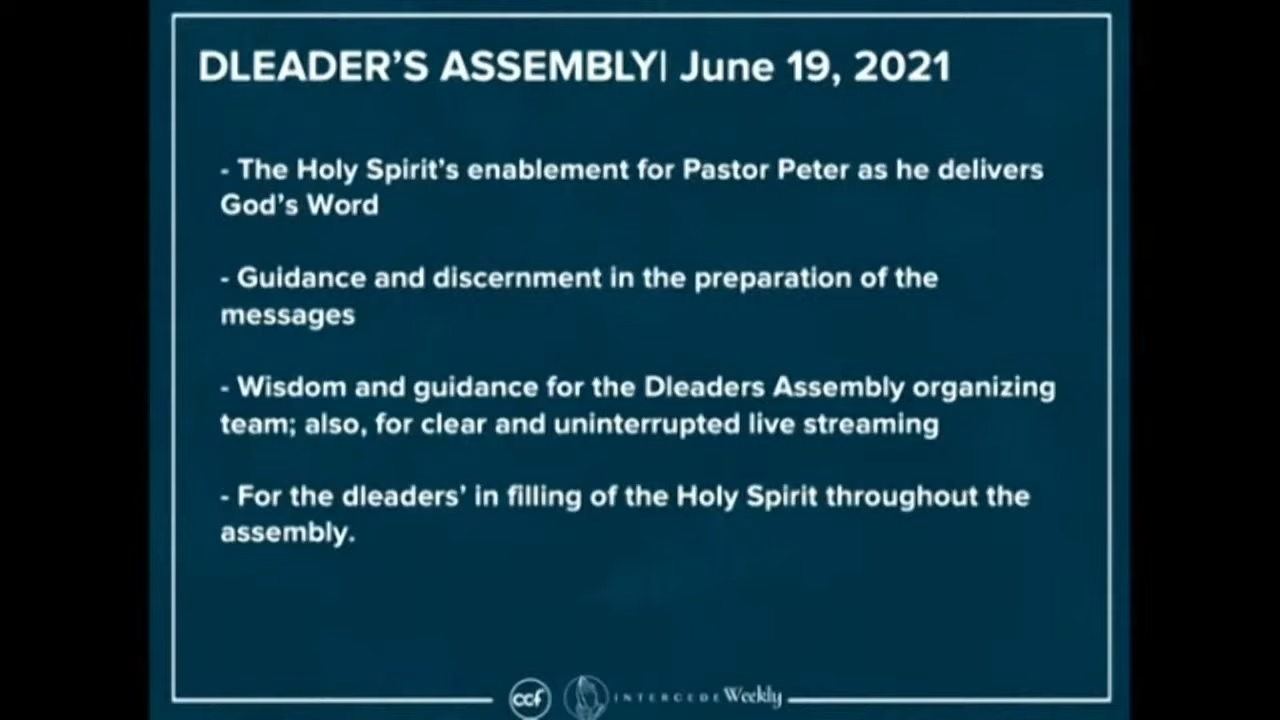 DLEADER'S ASSEMBLY| June 19, 2021
- The Holy Spirit's enablement for Pastor Peter as he delivers
God's Word
- Guidance and discernment in the preparation of the
messages
- Wisdom and guidance for the Dleaders Assembly organizing
team; also, for clear and uninterrupted live streaming
- For the dleaders' in filling of the Holy Spirit throughout the
assembly.
ccf INTERCEDE Weekly